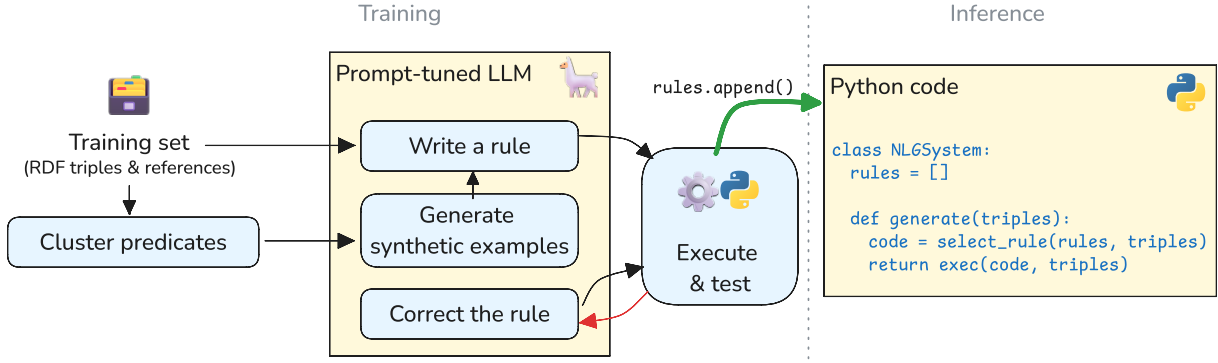 Training
Inference
Training set
(RDF triples & references)
Cluster predicates
Prompt-tuned LLM
Write a rule
Generate
synthetic examples
Correct the rule
rules.append()
Execute
& test
Python code
class NLGSystem:
  rules = []
  def generate(triples):
    code = select_rule(rules, triples)
    return exec(code, triples)